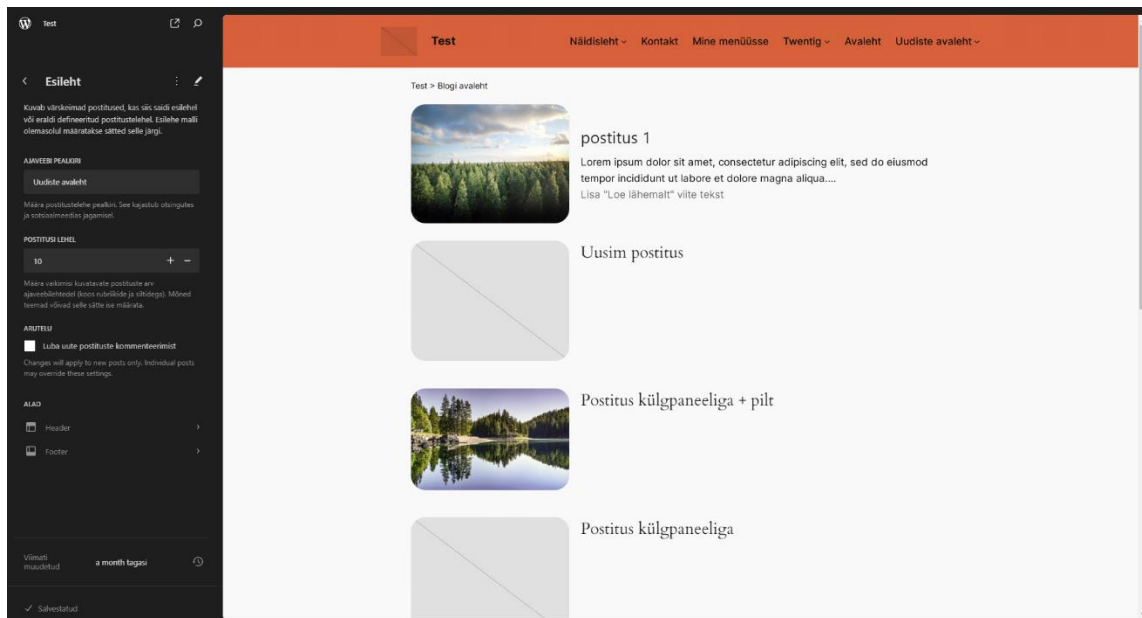 Test
Esileht
Kuvab värskeimad postitused, kas siis saidi esilehel
või eraldi defineeritud postitustelehel. Esilehe malli
olemasolul määratakse sätted selle järgi.
AJAVEEBI PEALKIRI
Uudiste avaleht
Määra postitustelehe pealkiri. See kajastub otsingutes
ja sotsiaalmeedias jagamisel.
POSTITUSI LEHEL
10
Määra vaikimisi kuvatavate postituste arv
ajaveebilehtedel (koos rubriikide ja siltidega). Mõned
teemad võivad selle sätte ise määrata.
ARUTELU
Luba uute postituste kommenteerimist
Changes will apply to new posts only. Individual posts
may override these settings.
ALAD
Header
Footer
Viimati
muudetud
a month tagasi
Salvestatud
Test
Näidisleht Kontakt Mine menüüsse Twentig Avaleht Uudiste avaleht
Test > Blogi avaleht
postitus 1
Lorem ipsum dolor sit amet, consectetur adipiscing elit, sed do eiusmod
tempor incididunt ut labore et dolore magna aliqua....
Lisa "Loe lähemalt" viite tekst
Uusim postitus
Postitus külgpaneeliga + pilt
Postitus külgpaneeliga